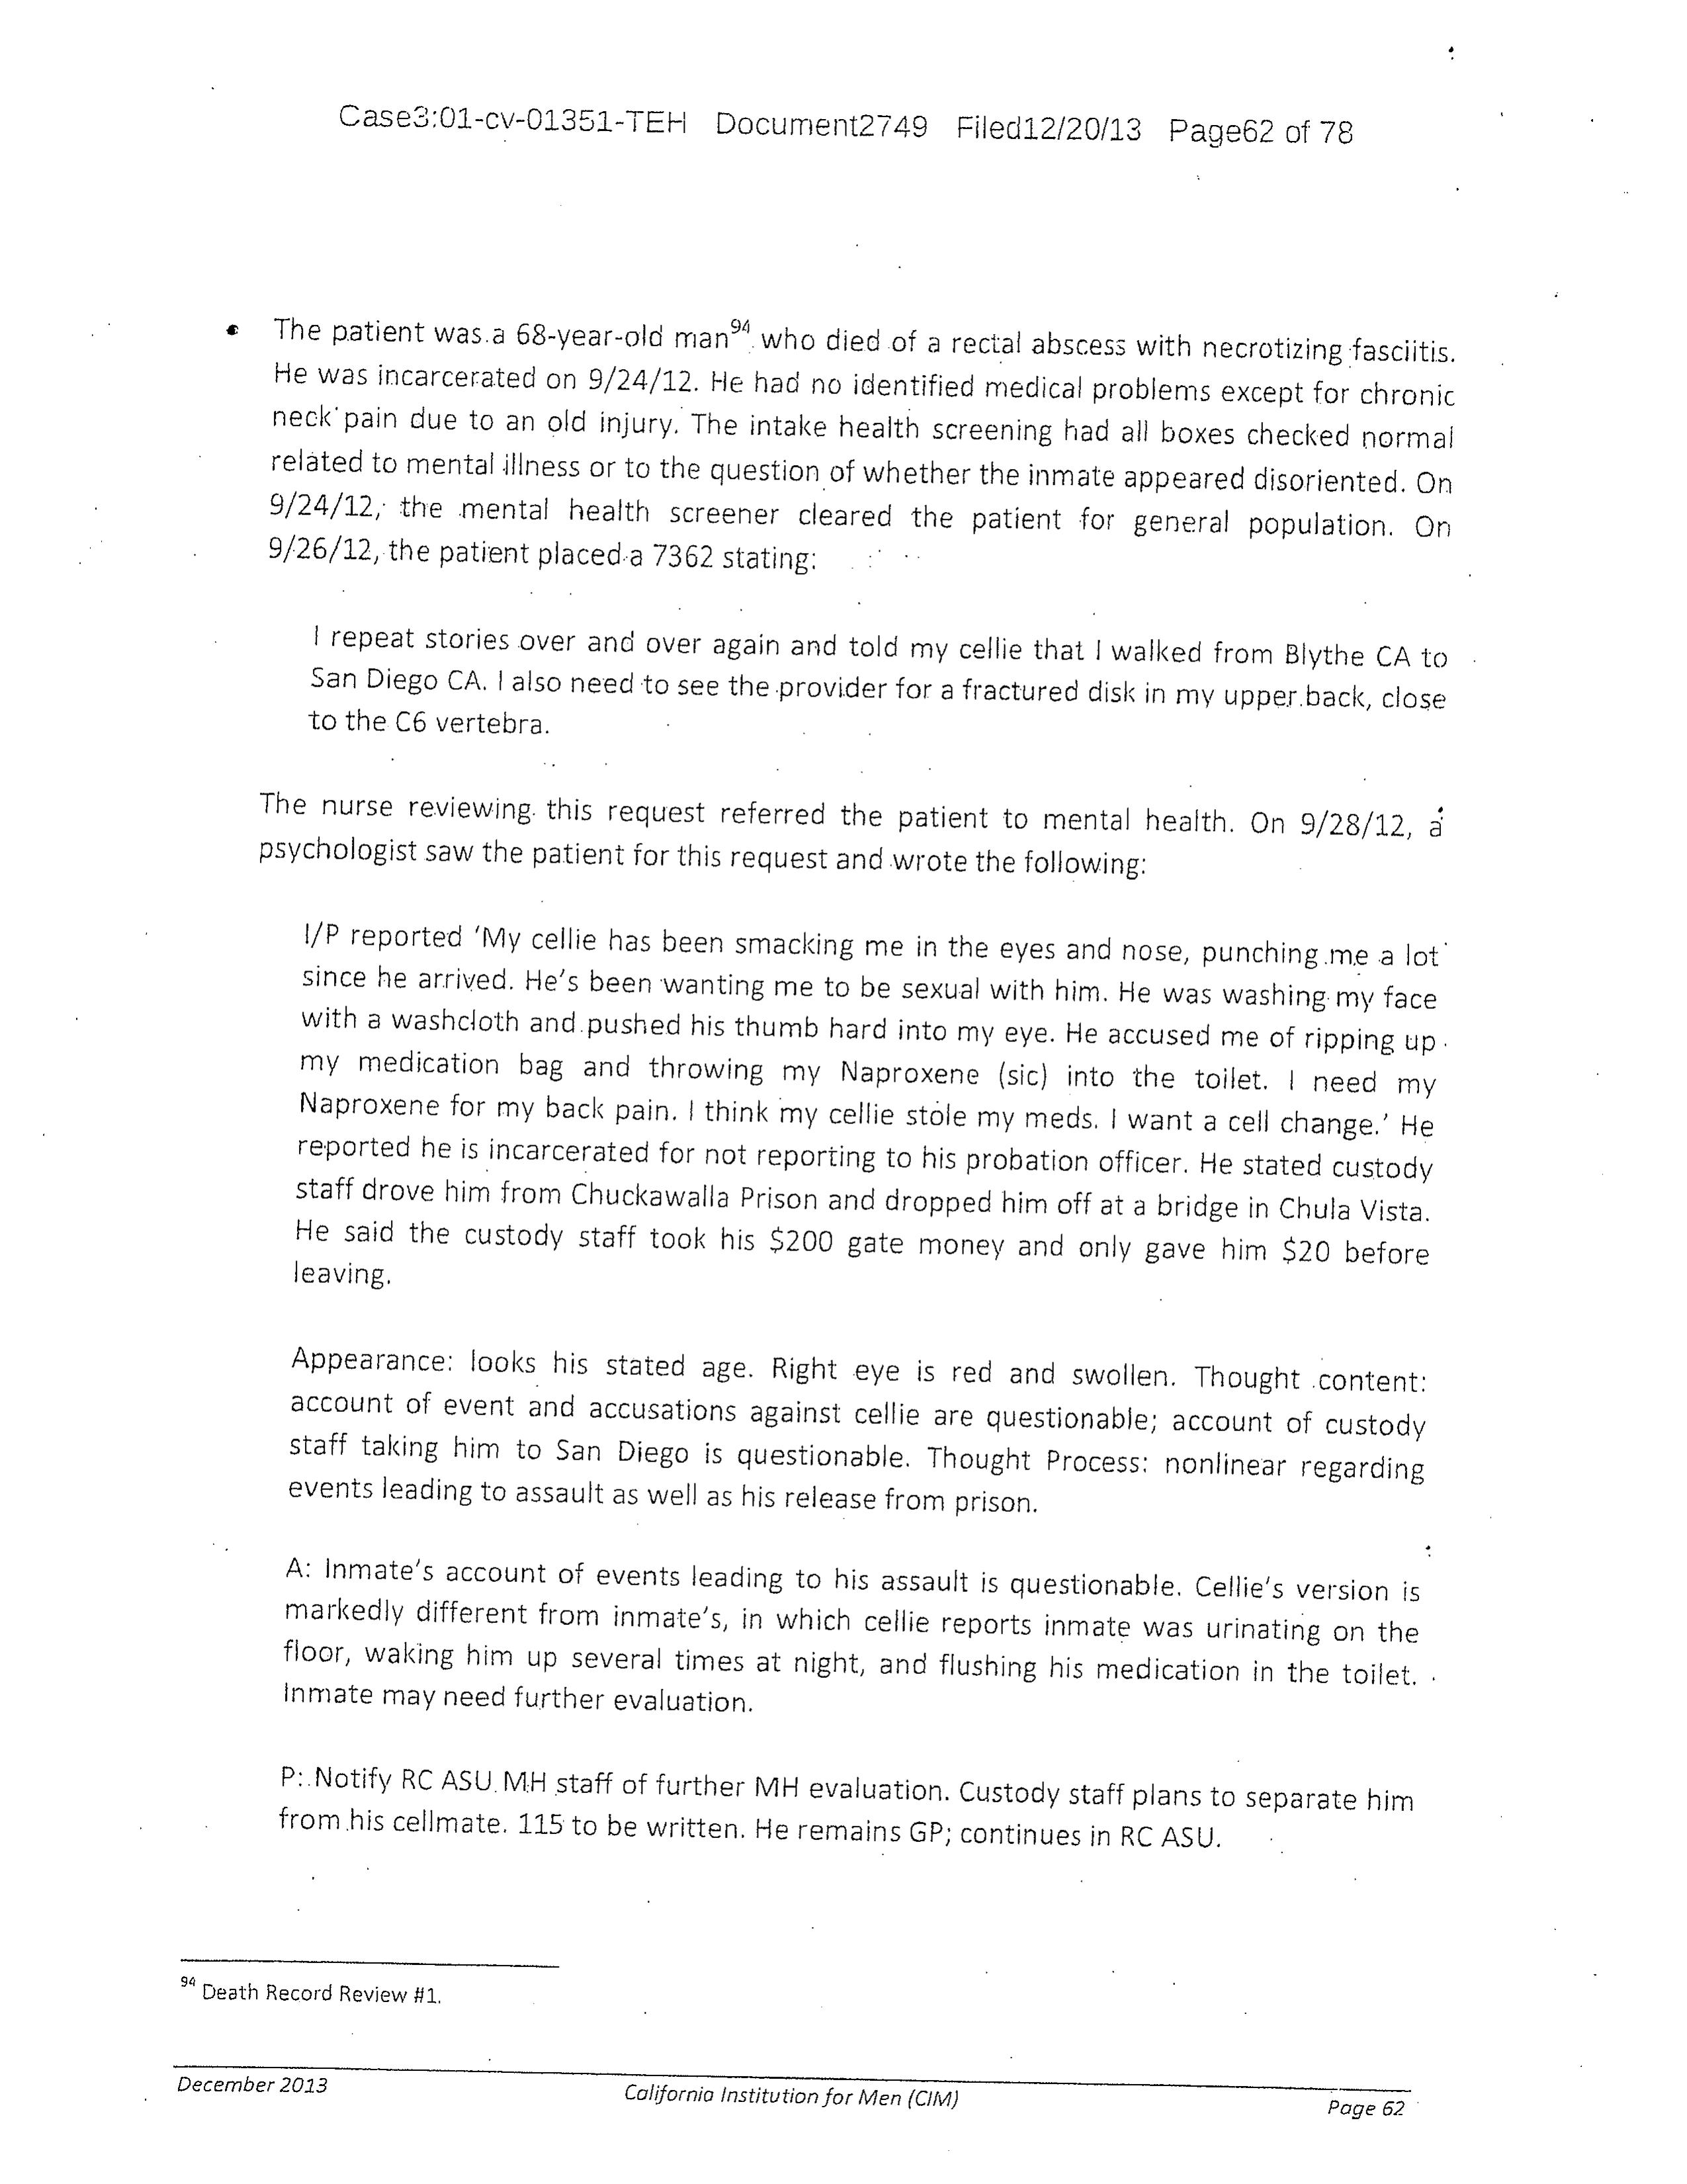 Case3:01-cv-01351-TEH Document2749 Filed12/20/13 Page62 of 78
• The patient was a 68-year-old man94 who died of a rectal abscess with necrotizing fasciitis.
He was incarcerated on 9/24/12. He had no identified medical problems except for chronic
neck pain due to an old injury. The intake health screening had all boxes checked normal
related to mental illness or to the question of whether the inmate appeared disoriented. On
9/24/12, the mental health screener cleared the patient for general population. On
9/26/12, the patient placed a 7362 stating:
I repeat stories over and over again and told my cellie that I walked from Blythe CA to
San Diego CA. I also need to see the provider for a fractured disk in my upper back, close
to the C6 vertebra.
The nurse reviewing this request referred the patient to mental health. On 9/28/12, a
psychologist saw the patient for this request and wrote the following:
I/P reported ‘My cellie has been smacking me in the eyes and nose, punching me a lot
since he arrived. He’s been wanting me to be sexual with him. He was washing my face
with a washcloth and pushed his thumb hard into my eye. He accused me of ripping up
my medication bag and throwing my Naproxene (sic) into the toilet. I need my
Naproxene for my back pain. I think my cellie stole my meds. I want a cell change.’ He
reported he is incarcerated for not reporting to his probation officer. He stated custody
staff drove him from Chuckawalla Prison and dropped him off at a bridge in Chula Vista.
He said the custody staff took his $200 gate money and only gave him $20 before
leaving.
Appearance: looks his stated age. Right eye is red and swollen. Thought content:
account of event and accusations against cellie are questionable; account of custody
staff taking him to San Diego is questionable. Thought Process: nonlinear regarding
events leading to assault as well as his release from prison.
A: Inmate’s account of events leading to his assault is questionable. Cellie’s version is
markedly different from inmate’s, in which cellie reports inmate was urinating on the
floor, waking him up several times at night, and flushing his medication in the toilet.
Inmate may need further evaluation.
P: Notify RC ASU MH staff of further MH evaluation. Custody staff plans to separate him
from his cellmate. 115 to be written. He remains GP; continues in RC ASU.
94 Death Record Review #1.
December 2013 California Institution for Men (CIM) Page 62